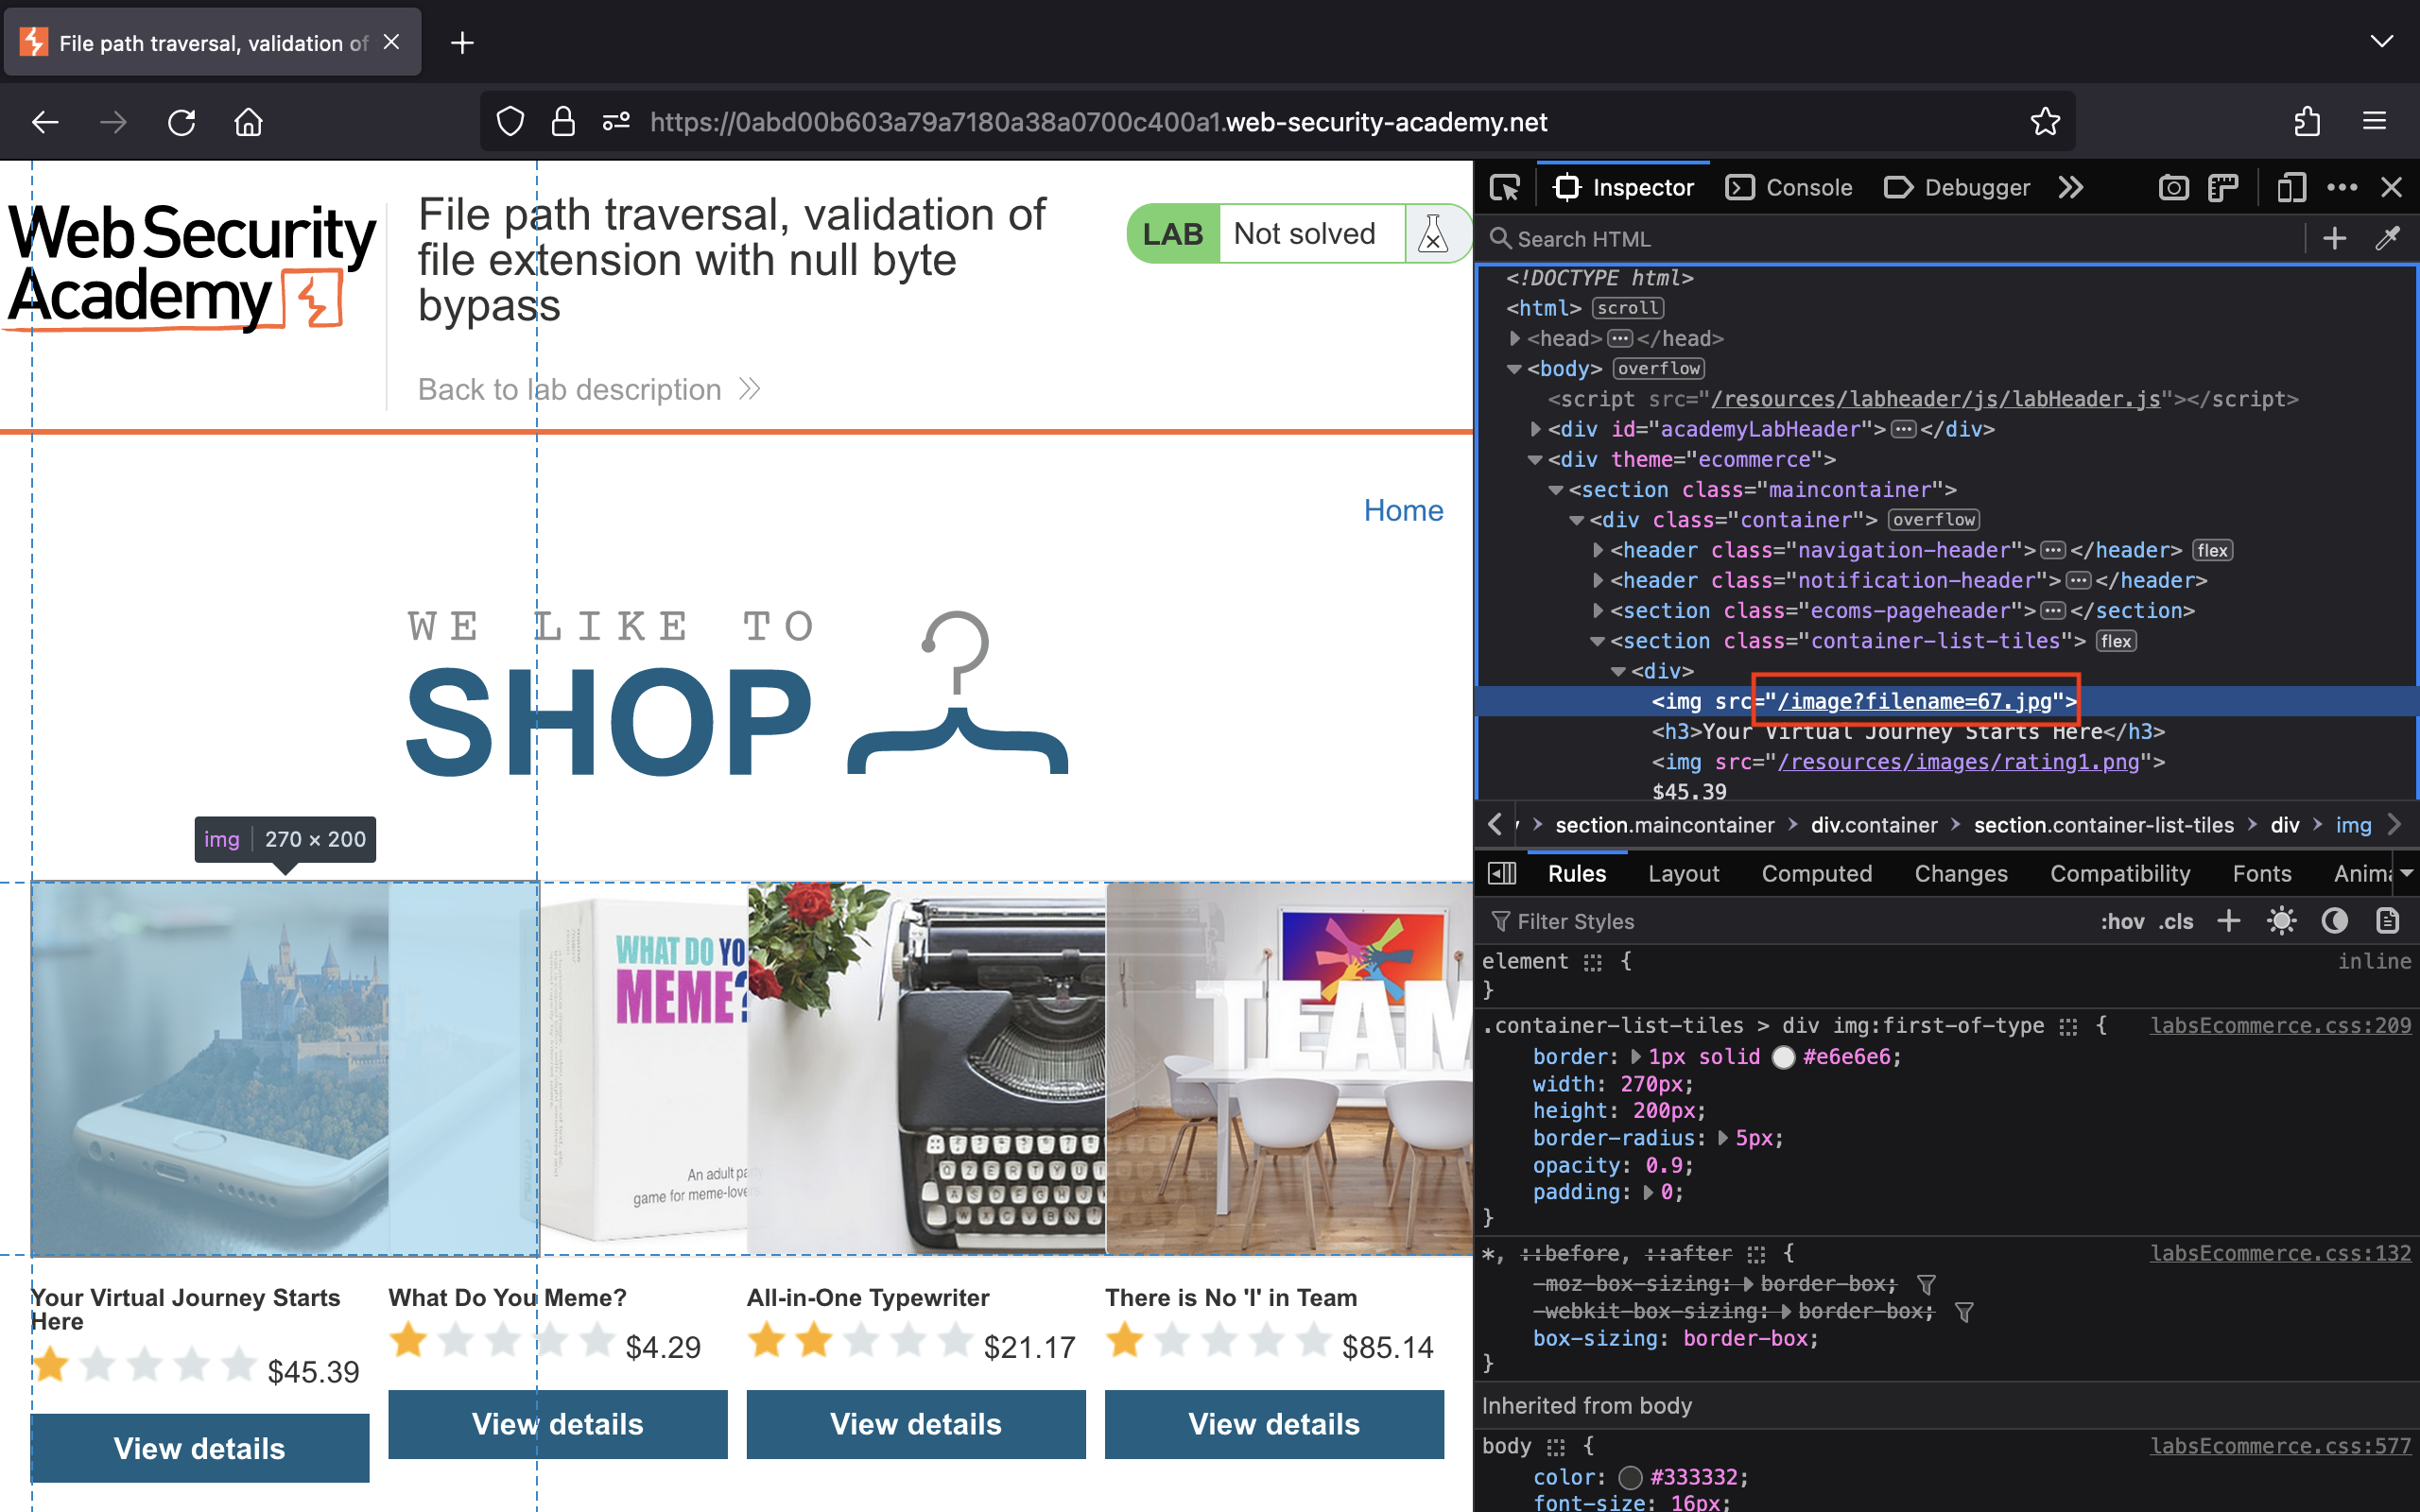 File path traversal, validation of
https://0abd00b603a79a7180a38a0700c400a1.web-security-academy.net
Web Security
Academy
File path traversal, validation of
file extension with null byte
bypass
LAB Not solved
Back to lab description
Home
WE LIKE TO
SHOP
img 270 × 200
WHAT DO YO
MEME?
An adult party
game for meme-lovers
TEAM
Your Virtual Journey Starts
Here
$45.39
View details
What Do You Meme?
$4.29
View details
All-in-One Typewriter
$21.17
View details
There is No 'I' in Team
$85.14
View details
Inspector Console Debugger
Search HTML
<!DOCTYPE html>
<html> scroll
<head> ••• </head>
<body> overflow
<script src="/resources/labheader/js/labHeader.js"></script>
<div id="academyLabHeader"> ••• </div>
<div theme="ecommerce">
<section class="maincontainer">
<div class="container"> overflow
<header class="navigation-header"> ••• </header> flex
<header class="notification-header"> ••• </header>
<section class="ecoms-pageheader"> ••• </section>
<section class="container-list-tiles"> flex
<div>
<img src="/image?filename=67.jpg">
<h3>Your Virtual Journey Starts Here</h3>
<img src="/resources/images/rating1.png">
$45.39
section.maincontainer > div.container > section.container-list-tiles > div > img
Rules Layout Computed Changes Compatibility Fonts Anima
Filter Styles :hov .cls
element { inline
}
.container-list-tiles > div img:first-of-type { labsEcommerce.css:209
border: 1px solid #e6e6e6;
width: 270px;
height: 200px;
border-radius: 5px;
opacity: 0.9;
padding: 0;
}
*, ::before, ::after { labsEcommerce.css:132
-moz-box-sizing: border-box;
-webkit-box-sizing: border-box;
box-sizing: border-box;
}
Inherited from body
body { labsEcommerce.css:577
color: #333332;
font-size: 16px;